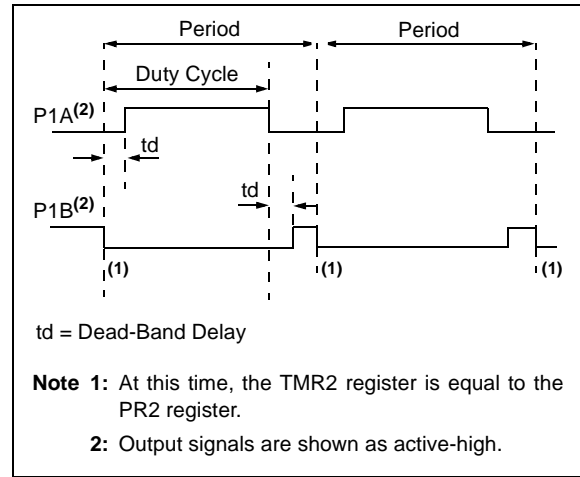 Period Period
Duty Cycle
P1A(2)
td
td
P1B(2)
(1) (1) (1)
td = Dead-Band Delay
Note 1: At this time, the TMR2 register is equal to the
PR2 register.
2: Output signals are shown as active-high.